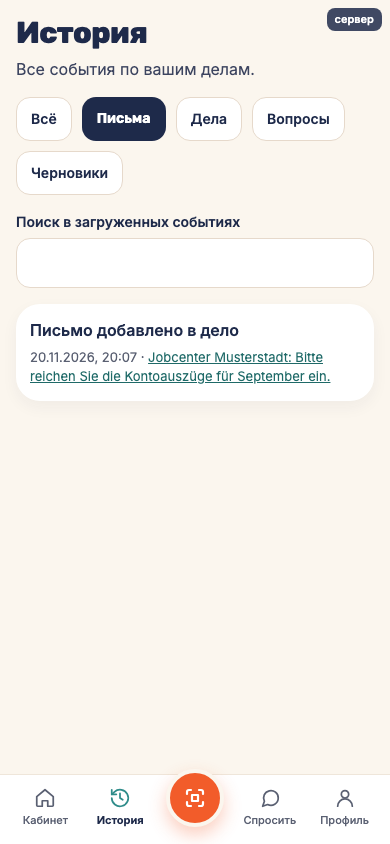 История
сервер
Все события по вашим делам.
Всё
Письма
Дела
Вопросы
Черновики
Поиск в загруженных событиях
Письмо добавлено в дело
20.11.2026, 20:07 · Jobcenter Musterstadt: Bitte
reichen Sie die Kontoauszüge für September ein.
Кабинет
История
Спросить
Профиль